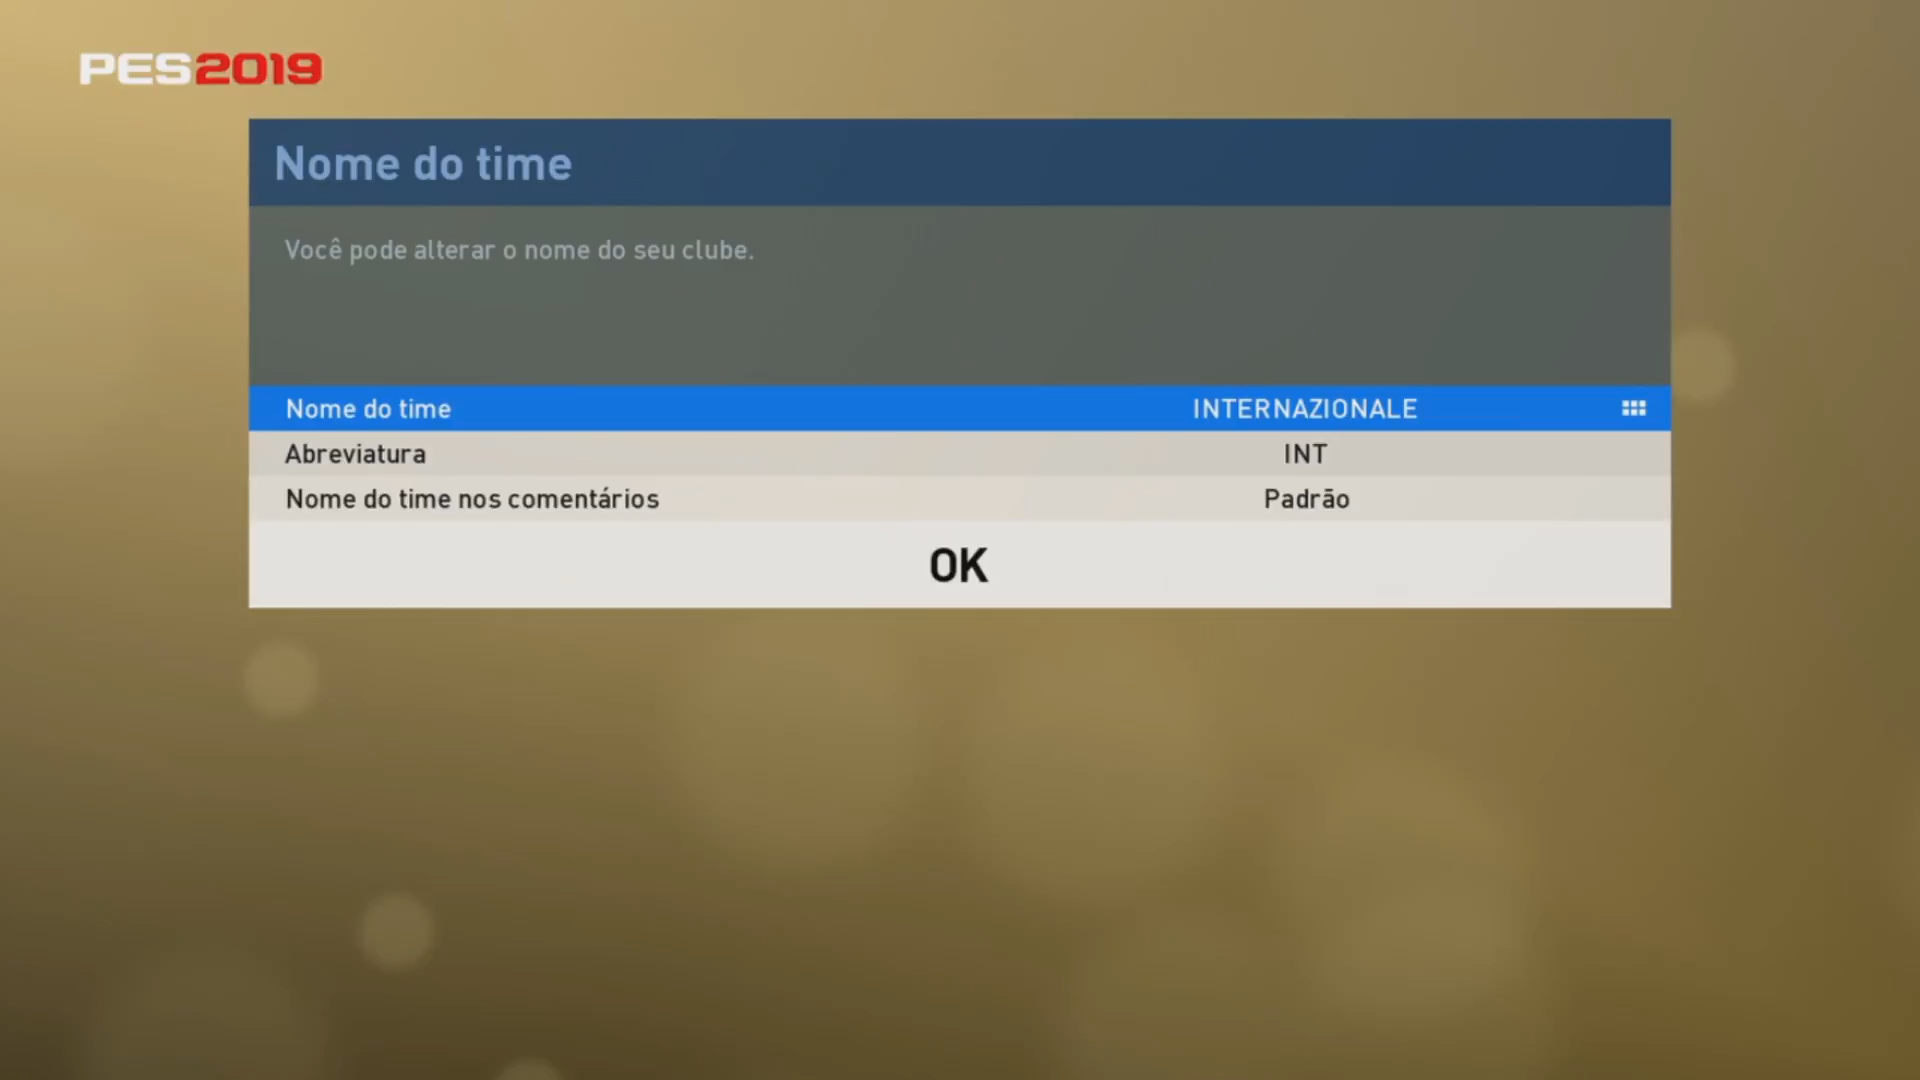 PES2019
Nome do time
Você pode alterar o nome do seu clube.
Nome do time INTERNAZIONALE
Abreviatura INT
Nome do time nos comentários Padrão
OK